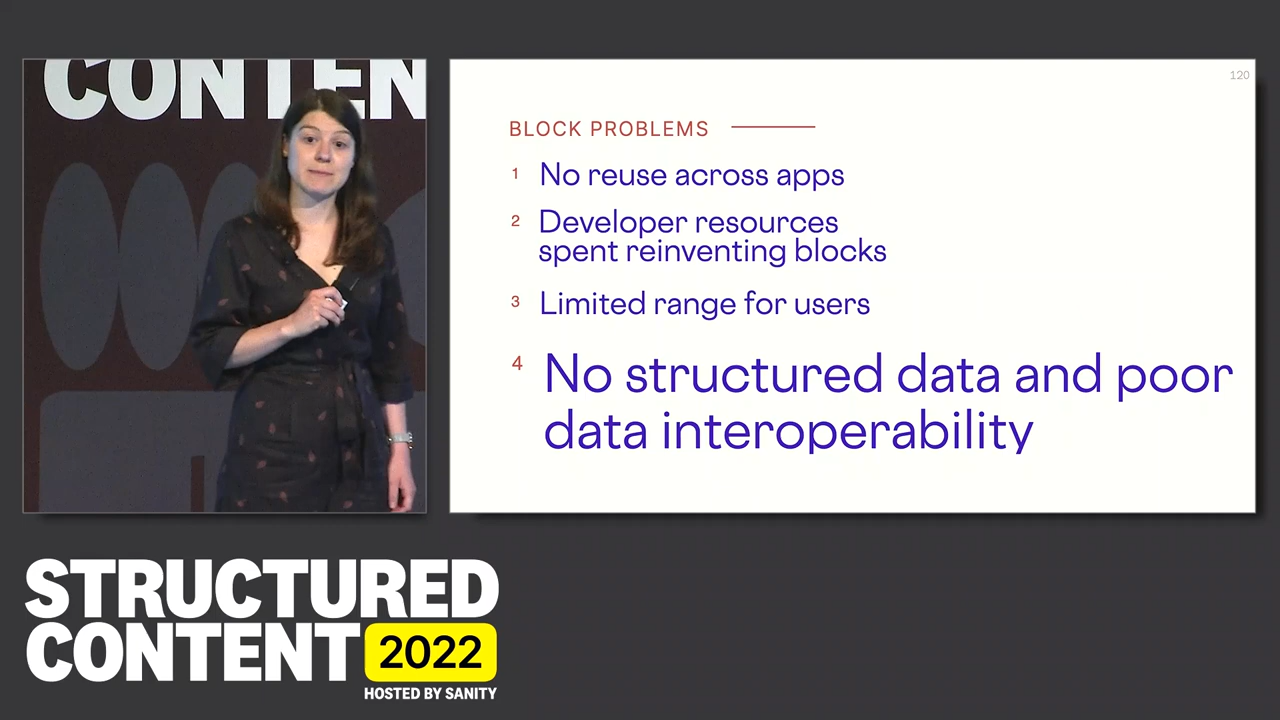 CONTEN
120
BLOCK PROBLEMS
1 No reuse across apps
2 Developer resources
spent reinventing blocks
3 Limited range for users
4 No structured data and poor
data interoperability
STRUCTURED
CONTENT 2022
HOSTED BY SANITY